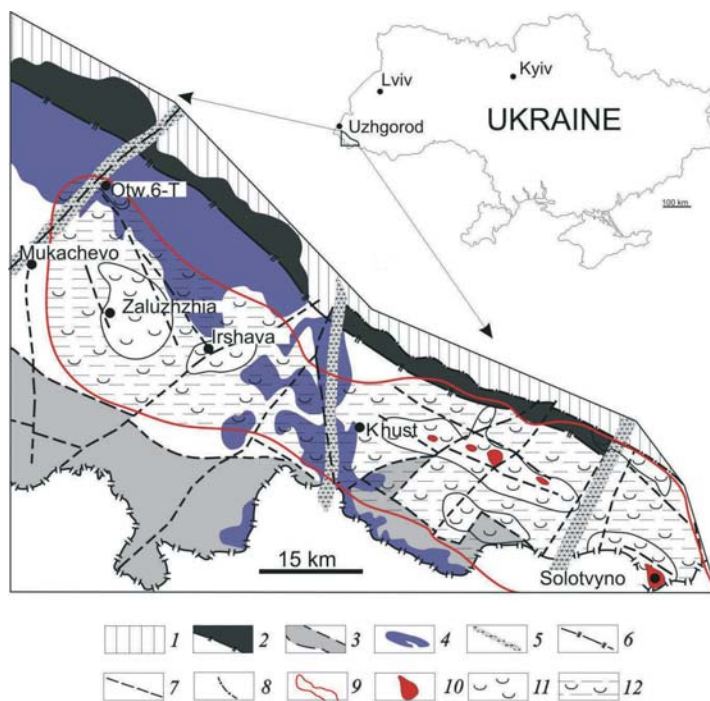 Lviv
Kyiv
Uzhgorod
UKRAINE
100 km
Otw.6-T
Mukachevo
Zaluzhzhia
Irshava
Khust
15 km
Solotvyno
1 2 3 4 5 6
7 8 9 10 11 12